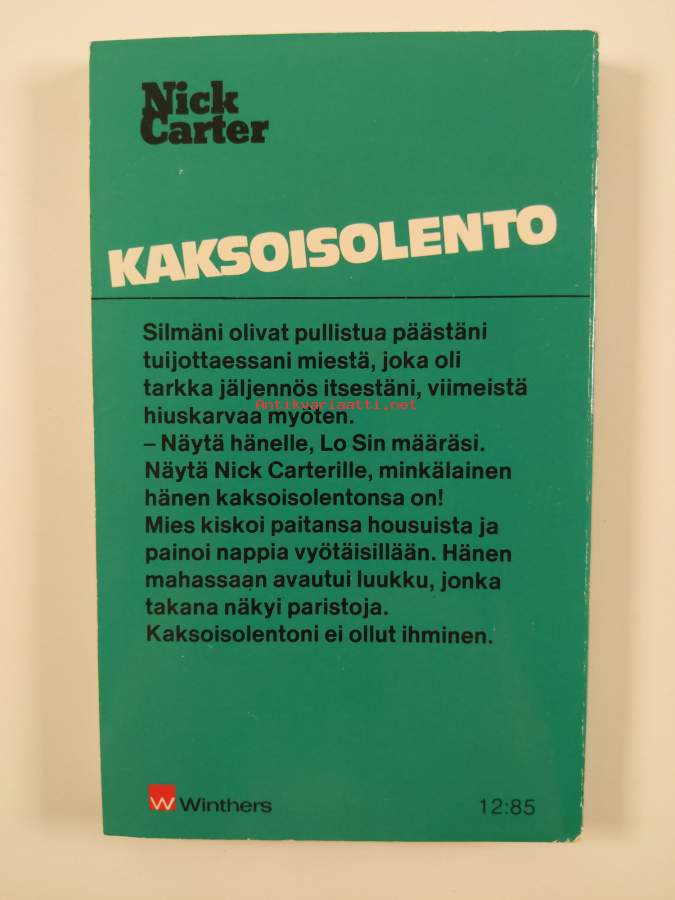 Nick
Carter
KAKSOISOLENTO
Silmäni olivat pullistua päästäni
tuijottaessani miestä, joka oli
tarkka jäljennös itsestäni, viimeistä
Antikvariaatti.net
hiuskarvaa myöten.
– Näytä hänelle, Lo Sin määräsi.
Näytä Nick Carterille, minkälainen
hänen kaksoisolentonsa on!
Mies kiskoi paitansa housuista ja
painoi nappia vyötäisillään. Hänen
mahassaan avautui luukku, jonka
takana näkyi paristoja.
Kaksoisolentoni ei ollut ihminen.
W Winthers
12:85